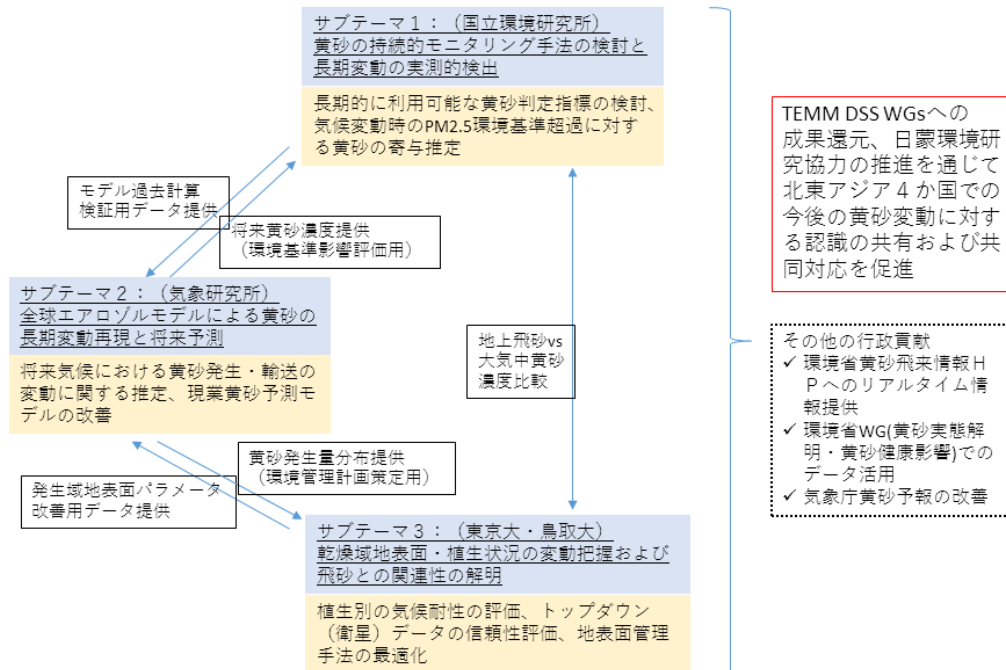 サブテーマ１：（国立環境研究所）
黄砂の持続的モニタリング手法の検討と
長期変動の実測的検出
長期的に利用可能な黄砂判定指標の検討、
気候変動時のPM2.5環境基準超過に対す
る黄砂の寄与推定
モデル過去計算
検証用データ提供
将来黄砂濃度提供
（環境基準影響評価用）
サブテーマ２：（気象研究所）
全球エアロゾルモデルによる黄砂の
長期変動再現と将来予測
将来気候における黄砂発生・輸送の
変動に関する推定、現業黄砂予測モ
デルの改善
地上飛砂vs
大気中黄砂
濃度比較
黄砂発生量分布提供
（環境管理計画策定用）
発生域地表面パラメータ
改善用データ提供
サブテーマ３：（東京大・鳥取大）
乾燥域地表面・植生状況の変動把握および
飛砂との関連性の解明
植生別の気候耐性の評価、トップダウン
（衛星）データの信頼性評価、地表面管理
手法の最適化
TEMM DSS WGsへの
成果還元、日蒙環境研
究協力の推進を通じて
北東アジア４か国での
今後の黄砂変動に対す
る認識の共有および共
同対応を促進
その他の行政貢献
✓ 環境省黄砂飛来情報Ｈ
Ｐへのリアルタイム情
報提供
✓ 環境省WG(黄砂実態解
明・黄砂健康影響)での
データ活用
✓ 気象庁黄砂予報の改善